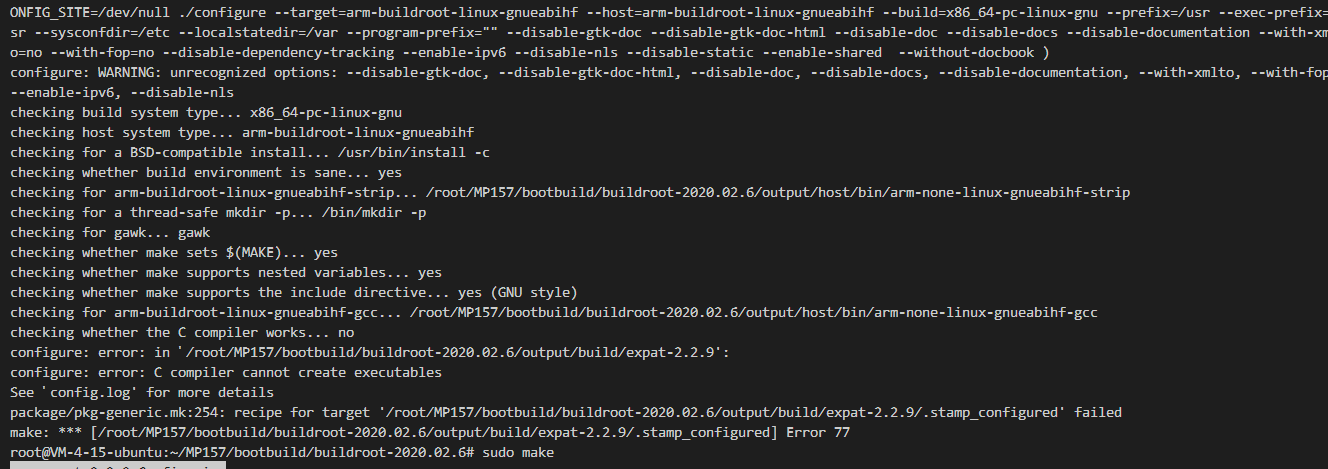 ONFIG_SITE=/dev/null ./configure --target=arm-buildroot-linux-gnueabihf --host=arm-buildroot-linux-gnueabihf --build=x86_64-pc-linux-gnu --prefix=/usr --exec-prefix=
sr --sysconfdir=/etc --localstatedir=/var --program-prefix="" --disable-gtk-doc --disable-gtk-doc-html --disable-doc --disable-docs --disable-documentation --with-xm
o=no --with-fop=no --disable-dependency-tracking --enable-ipv6 --disable-nls --disable-static --enable-shared  --without-docbook )
configure: WARNING: unrecognized options: --disable-gtk-doc, --disable-gtk-doc-html, --disable-doc, --disable-docs, --disable-documentation, --with-xmlto, --with-fop
--enable-ipv6, --disable-nls
checking build system type... x86_64-pc-linux-gnu
checking host system type... arm-buildroot-linux-gnueabihf
checking for a BSD-compatible install... /usr/bin/install -c
checking whether build environment is sane... yes
checking for arm-buildroot-linux-gnueabihf-strip... /root/MP157/bootbuild/buildroot-2020.02.6/output/host/bin/arm-none-linux-gnueabihf-strip
checking for a thread-safe mkdir -p... /bin/mkdir -p
checking for gawk... gawk
checking whether make sets $(MAKE)... yes
checking whether make supports nested variables... yes
checking whether make supports the include directive... yes (GNU style)
checking for arm-buildroot-linux-gnueabihf-gcc... /root/MP157/bootbuild/buildroot-2020.02.6/output/host/bin/arm-none-linux-gnueabihf-gcc
checking whether the C compiler works... no
configure: error: in `/root/MP157/bootbuild/buildroot-2020.02.6/output/build/expat-2.2.9':
configure: error: C compiler cannot create executables
See `config.log' for more details
package/pkg-generic.mk:254: recipe for target '/root/MP157/bootbuild/buildroot-2020.02.6/output/build/expat-2.2.9/.stamp_configured' failed
make: *** [/root/MP157/bootbuild/buildroot-2020.02.6/output/build/expat-2.2.9/.stamp_configured] Error 77
root@VM-4-15-ubuntu:~/MP157/bootbuild/buildroot-2020.02.6# sudo make